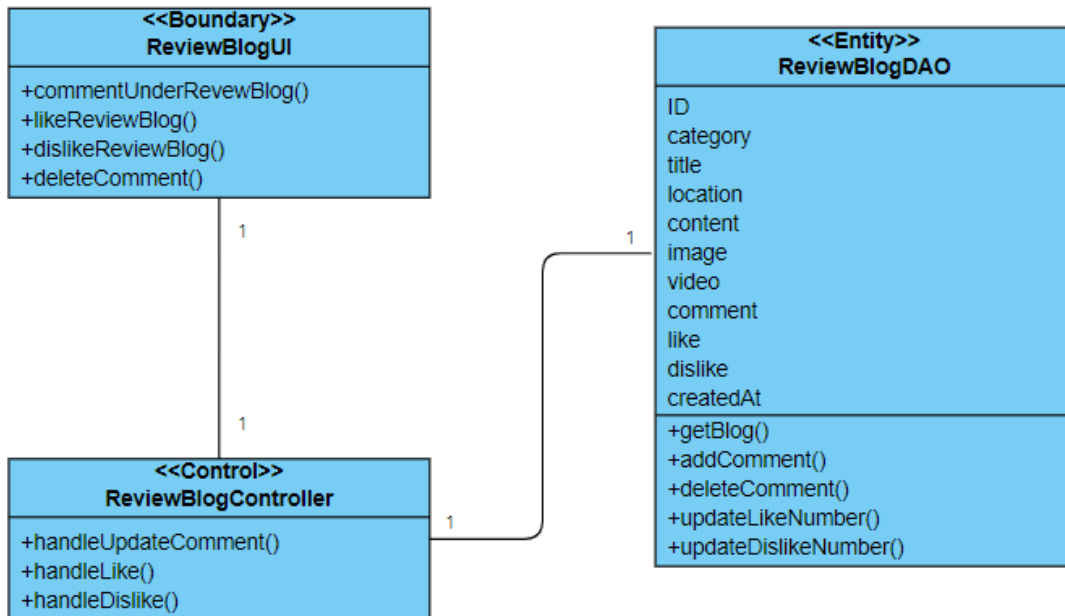 <<Boundary>>
ReviewBlogUI
+commentUnderRevewBlog()
+likeReviewBlog()
+dislikeReviewBlog()
+deleteComment()
1
1
<<Control>>
ReviewBlogController
+handleUpdateComment()
+handleLike()
+handleDislike()
1
1
<<Entity>>
ReviewBlogDAO
ID
category
title
location
content
image
video
comment
like
dislike
createdAt
+getBlog()
+addComment()
+deleteComment()
+updateLikeNumber()
+updateDislikeNumber()